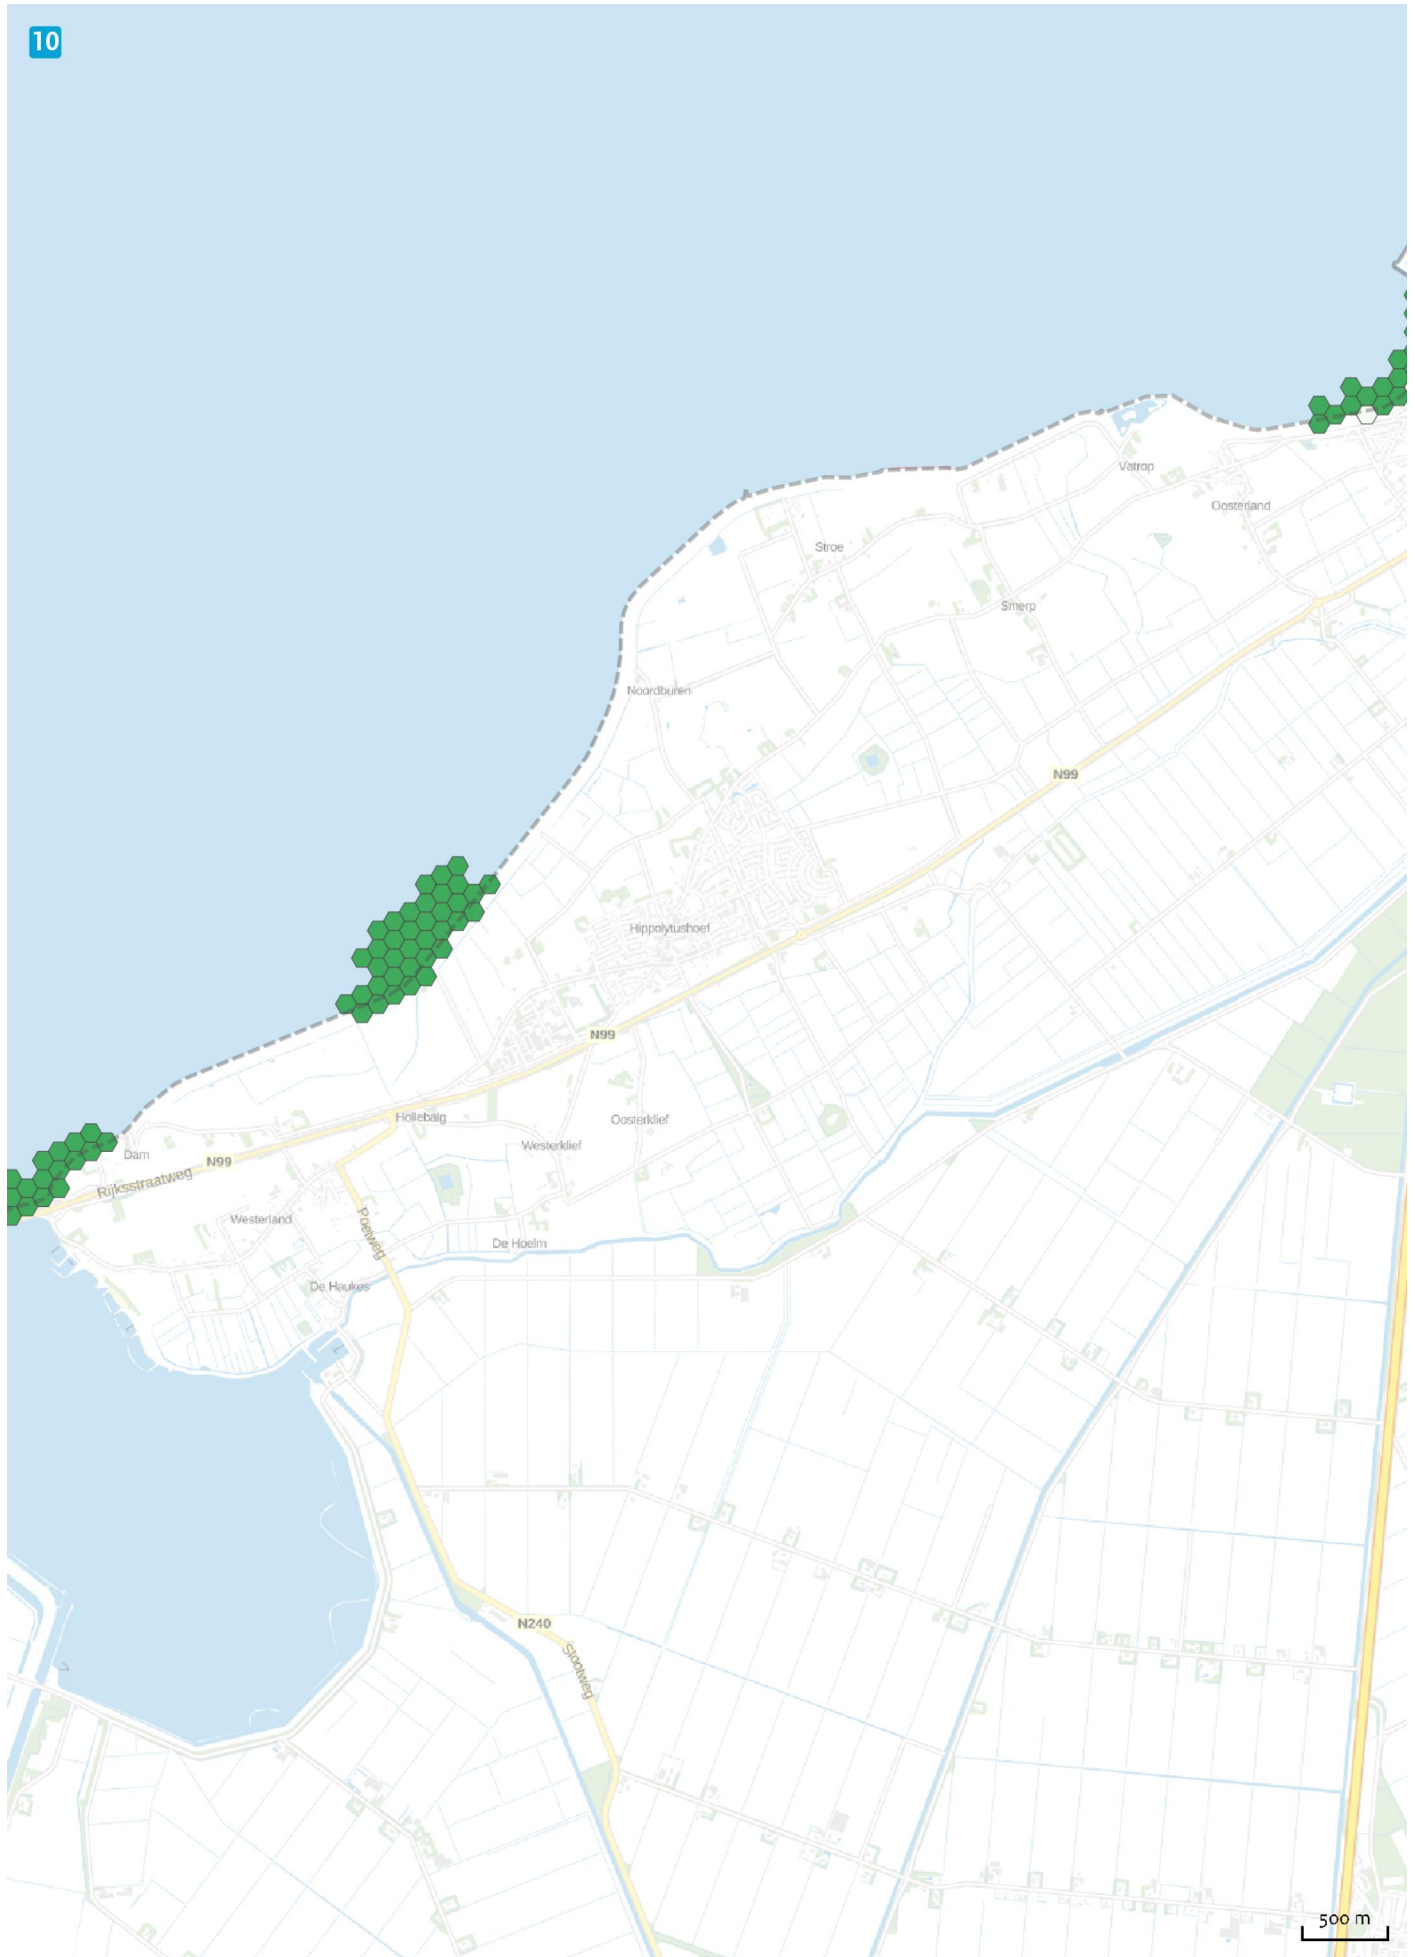 10
Vatrop
Oosterland
Stroe
Smerp
Noordburen
N99
Hippolytushoef
N99
Hollebalg
Oosterklief
Westerklief
Dam
N99
Rijksstraatweg
Westerland
Poelweg
De Hoelm
De Haukes
N240
Slootweg
500 m